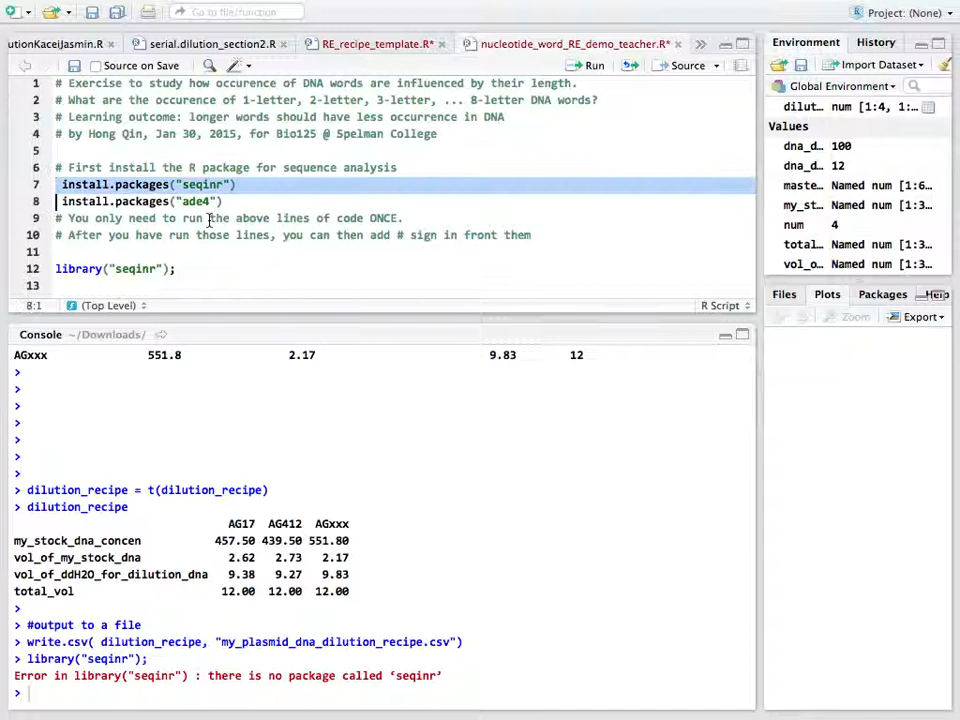 Go to file/function
Project: (None)
utionKaceiJasmin.R
serial.dilution_section2.R
RE_recipe_template.R*
nucleotide_word_RE_demo_teacher.R*
Source on Save
Run
Source
1 # Exercise to study how occurence of DNA words are influenced by their length.
2 # What are the occurence of 1-letter, 2-letter, 3-letter, ... 8-letter DNA words?
3 # Learning outcome: longer words should have less occurrence in DNA
4 # by Hong Qin, Jan 30, 2015, for Bio125 @ Spelman College
5
6 # First install the R package for sequence analysis
7 install.packages("seqinr")
8 install.packages("ade4")
9 # You only need to run the above lines of code ONCE.
10 # After you have run those lines, you can then add # sign in front them
11
12 library("seqinr");
13
8:1 (Top Level) R Script
Console ~/Downloads/
AGxxx 551.8 2.17 9.83 12
>
>
>
>
>
>
>
> dilution_recipe = t(dilution_recipe)
> dilution_recipe
AG17 AG412 AGxxx
my_stock_dna_concen 457.50 439.50 551.80
vol_of_my_stock_dna 2.62 2.73 2.17
vol_of_ddH2O_for_dilution_dna 9.38 9.27 9.83
total_vol 12.00 12.00 12.00
>
> #output to a file
> write.csv( dilution_recipe, "my_plasmid_dna_dilution_recipe.csv")
> library("seqinr");
Error in library("seqinr") : there is no package called ‘seqinr’
>
Environment History
Import Dataset
Global Environment
dilut… num [1:4, 1:…
Values
dna_d… 100
dna_d… 12
maste… Named num [1:6…
my_st… Named num [1:3…
num 4
total… Named num [1:3…
vol_o… Named num [1:3…
Files Plots Packages Help
Zoom Export